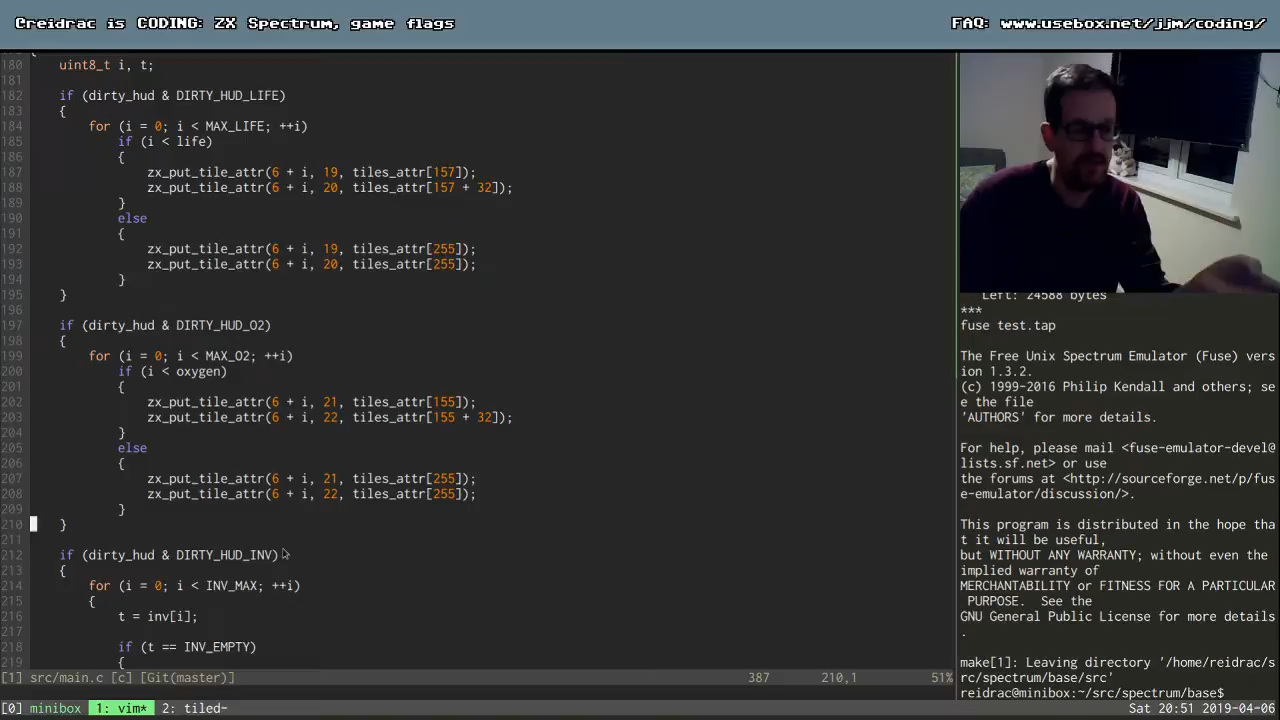 Creidrac is CODING: ZX Spectrum, game flags
FAQ: www.usebox.net/jjm/coding/
180 uint8_t i, t;
181
182 if (dirty_hud & DIRTY_HUD_LIFE)
183 {
184 for (i = 0; i < MAX_LIFE; ++i)
185 if (i < life)
186 {
187 zx_put_tile_attr(6 + i, 19, tiles_attr[157]);
188 zx_put_tile_attr(6 + i, 20, tiles_attr[157 + 32]);
189 }
190 else
191 {
192 zx_put_tile_attr(6 + i, 19, tiles_attr[255]);
193 zx_put_tile_attr(6 + i, 20, tiles_attr[255]);
194 }
195 }
196
197 if (dirty_hud & DIRTY_HUD_O2)
198 {
199 for (i = 0; i < MAX_O2; ++i)
200 if (i < oxygen)
201 {
202 zx_put_tile_attr(6 + i, 21, tiles_attr[155]);
203 zx_put_tile_attr(6 + i, 22, tiles_attr[155 + 32]);
204 }
205 else
206 {
207 zx_put_tile_attr(6 + i, 21, tiles_attr[255]);
208 zx_put_tile_attr(6 + i, 22, tiles_attr[255]);
209 }
210 }
211
212 if (dirty_hud & DIRTY_HUD_INV)
213 {
214 for (i = 0; i < INV_MAX; ++i)
215 {
216 t = inv[i];
217
218 if (t == INV_EMPTY)
219 {
[1] src/main.c [c] [Git(master)] 387 210,1 51%
Left: 24588 bytes
***
fuse test.tap
The Free Unix Spectrum Emulator (Fuse) vers
ion 1.3.2.
(c) 1999-2016 Philip Kendall and others; se
e the file
'AUTHORS' for more details.
For help, please mail <fuse-emulator-devel@
lists.sf.net> or use
the forums at <http://sourceforge.net/p/fus
e-emulator/discussion/>.
This program is distributed in the hope tha
t it will be useful,
but WITHOUT ANY WARRANTY; without even the
implied warranty of
MERCHANTABILITY or FITNESS FOR A PARTICULAR
PURPOSE. See the
GNU General Public License for more details
.
make[1]: Leaving directory '/home/reidrac/s
rc/spectrum/base/src'
reidrac@minibox:~/src/spectrum/base$
[0] minibox 1: vim* 2: tiled~
Sat 20:51 2019-04-06